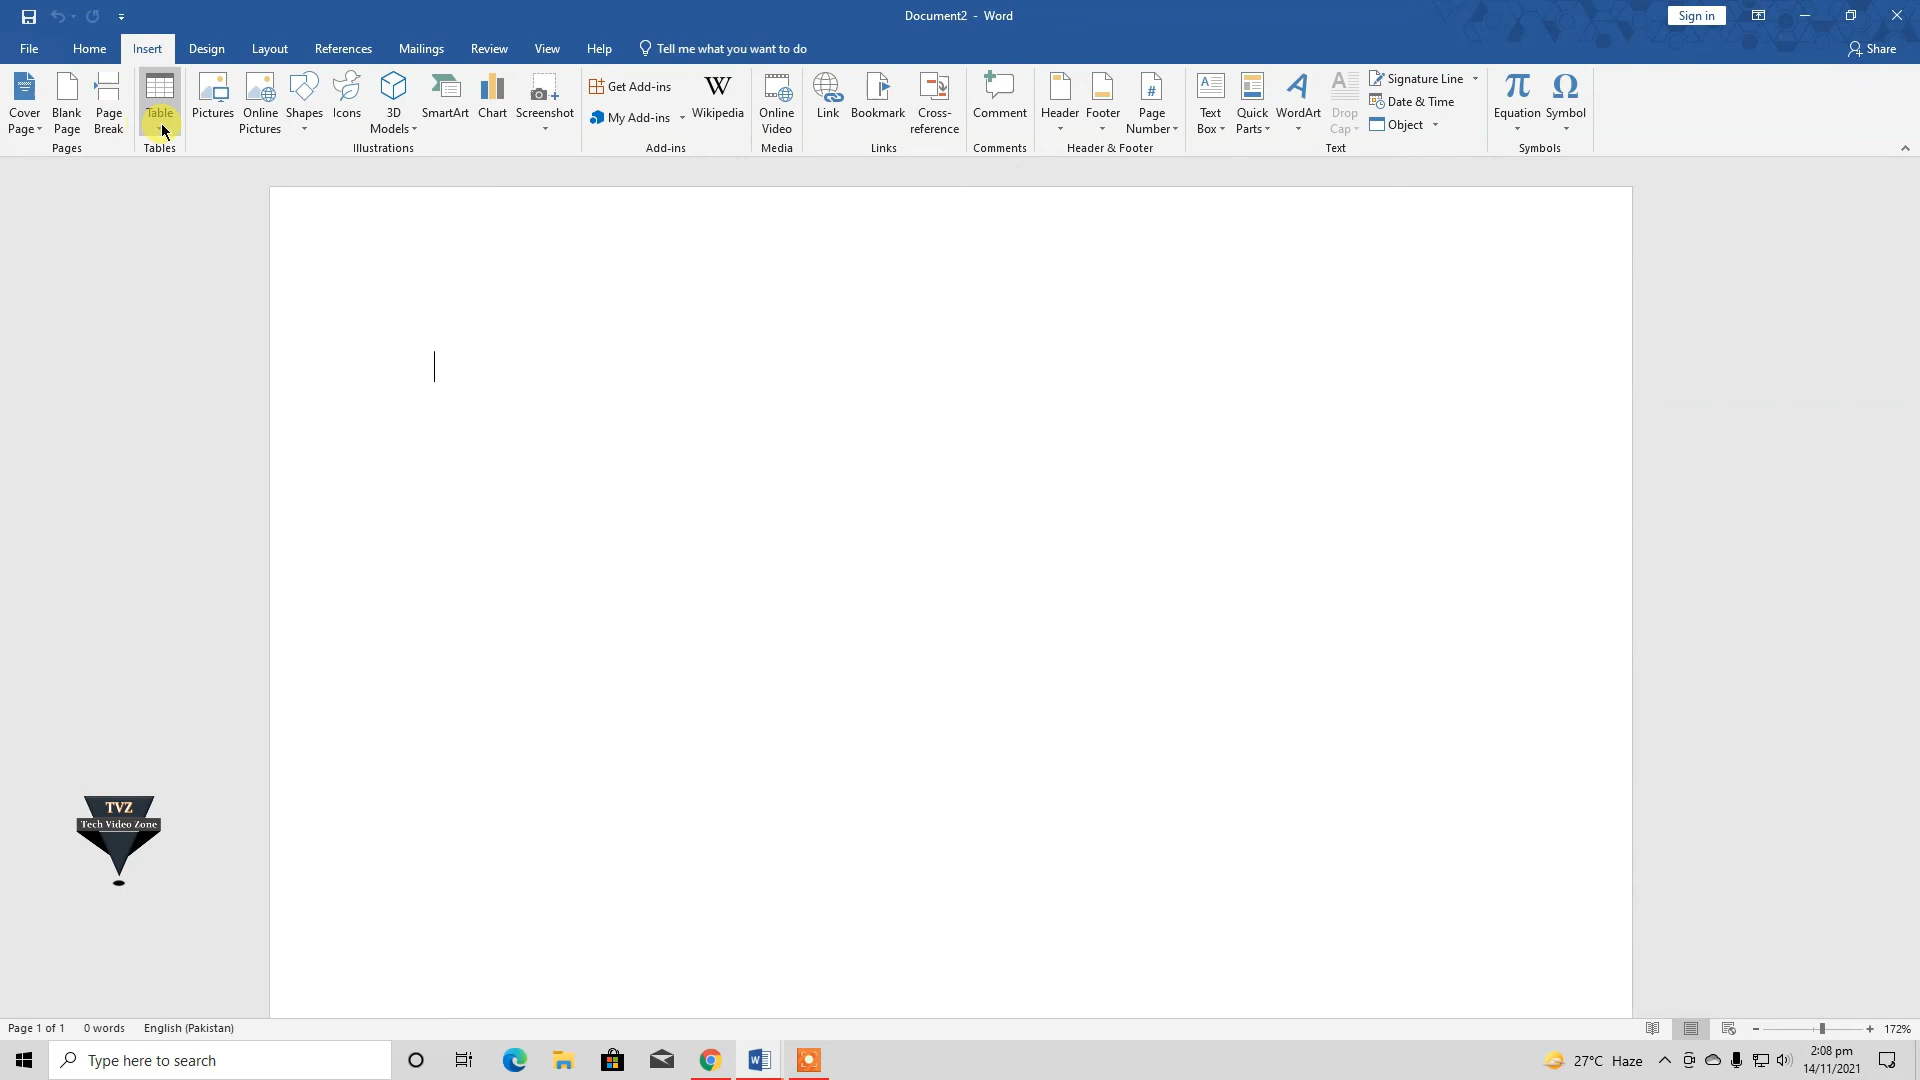 Document2 - Word
Sign in
File Home Insert Design Layout References Mailings Review View Help Tell me what you want to do
Share
Cover Page
Blank Page
Page Break
Pages
Table
Tables
Pictures
Online Pictures
Shapes
Icons
3D Models
SmartArt
Chart
Screenshot
Illustrations
Get Add-ins
My Add-ins
Wikipedia
Add-ins
Online Video
Media
Link
Bookmark
Cross-reference
Links
Comment
Comments
Header
Footer
Page Number
Header & Footer
Text Box
Quick Parts
WordArt
Drop Cap
Signature Line
Date & Time
Object
Text
Equation
Symbol
Symbols
TVZ
Tech Video Zone
Page 1 of 1 0 words English (Pakistan)
172%
Type here to search
27°C Haze
2:08 pm
14/11/2021